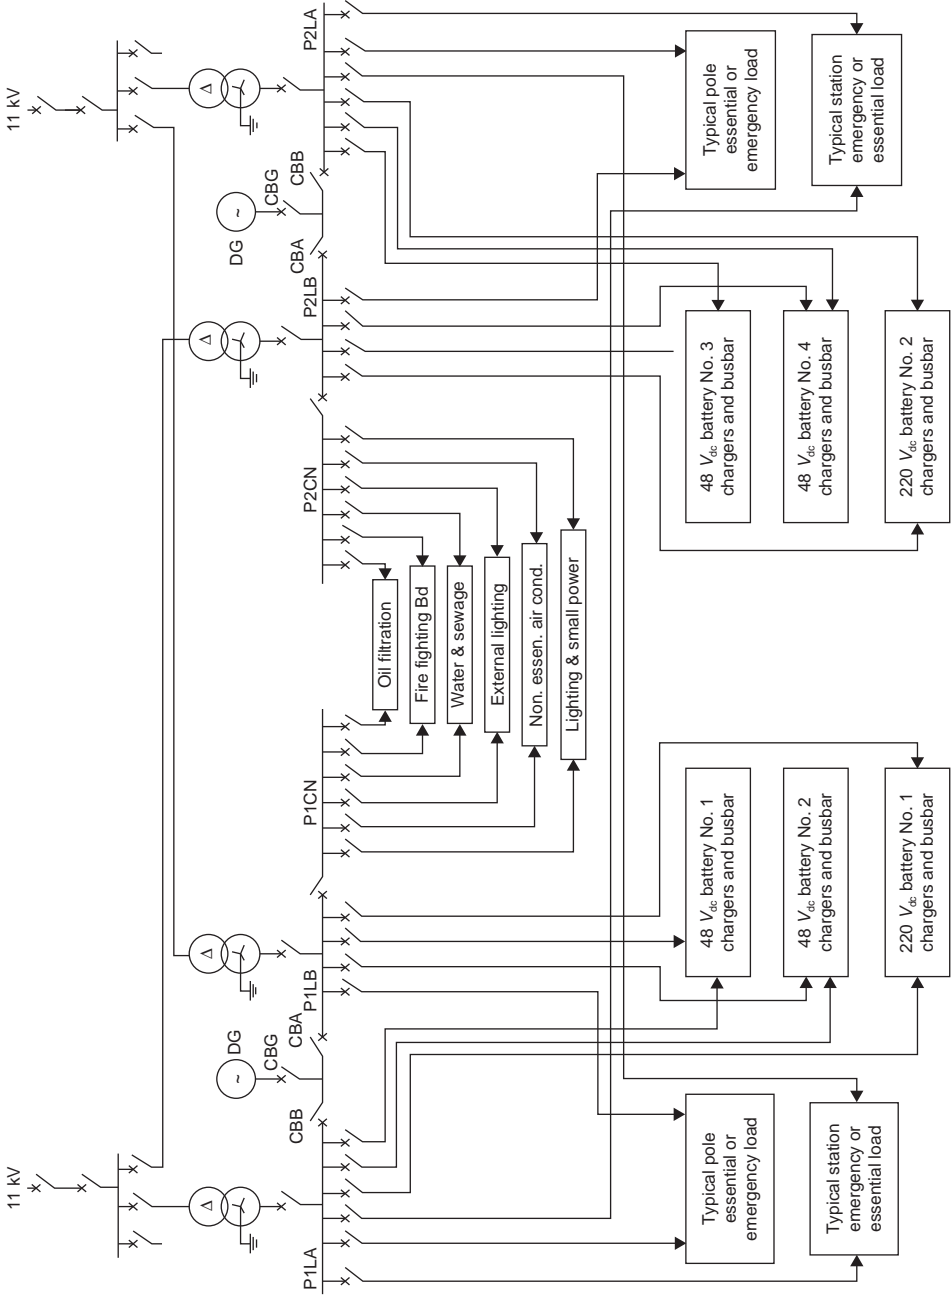 11 kV
11 kV
DG
CBG
CBB
CBA
P1LA
P1LB
P1CN
P2CN
P2LB
CBA
DG
CBG
CBB
P2LA
Δ
Δ
Δ
Δ
~
~
Oil filtration
Fire fighting Bd
Water & sewage
External lighting
Non. essen. air cond.
Lighting & small power
Typical pole
essential or
emergency load
Typical station
emergency or
essential load
48 Vdc battery No. 1
chargers and busbar
48 Vdc battery No. 2
chargers and busbar
220 Vdc battery No. 1
chargers and busbar
48 Vdc battery No. 3
chargers and busbar
48 Vdc battery No. 4
chargers and busbar
220 Vdc battery No. 2
chargers and busbar
Typical pole
essential or
emergency load
Typical station
emergency or
essential load